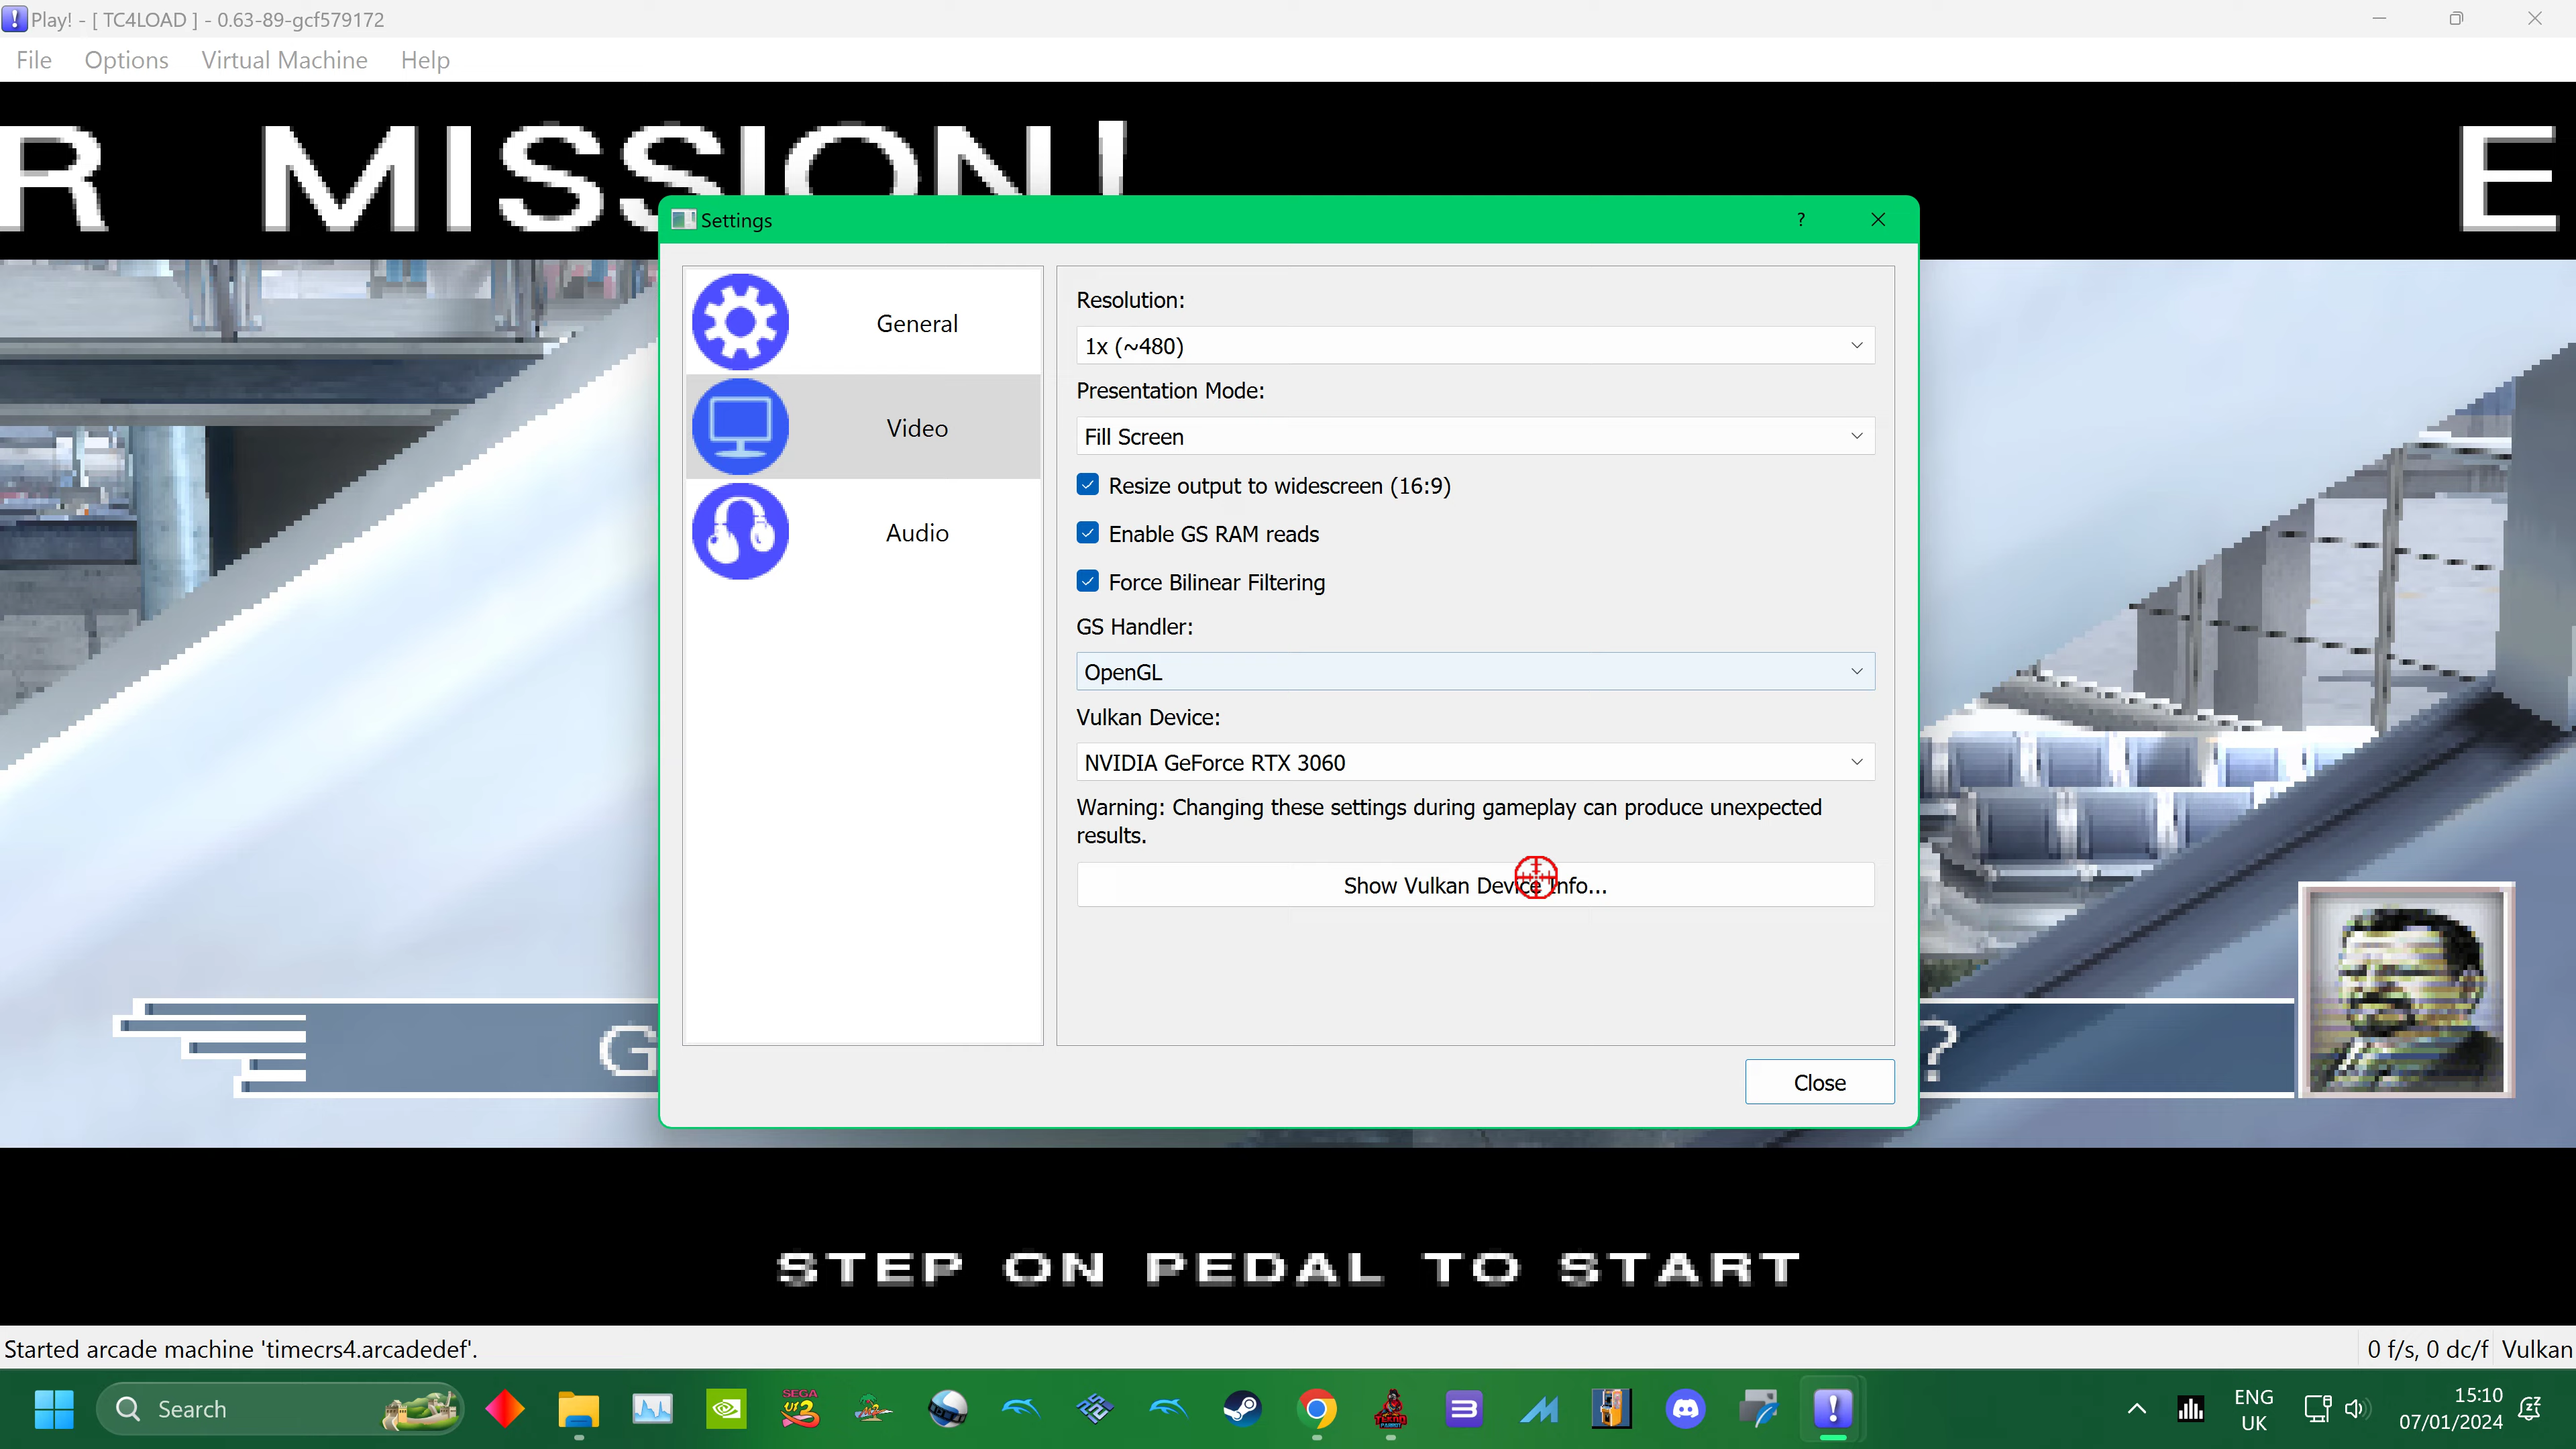 Play! - [ TC4LOAD ] - 0.63-89-gcf579172
File Options Virtual Machine Help
R MISSION! E
Settings
?
General
Video
Audio
Resolution:
1x (~480)
Presentation Mode:
Fill Screen
Resize output to widescreen (16:9)
Enable GS RAM reads
Force Bilinear Filtering
GS Handler:
OpenGL
Vulkan Device:
NVIDIA GeForce RTX 3060
Warning: Changing these settings during gameplay can produce unexpected
results.
Show Vulkan Device Info...
Close
G ?
STEP ON PEDAL TO START
Started arcade machine 'timecrs4.arcadedef'.
0 f/s, 0 dc/f Vulkan
Search
SEGA
ENG
UK
15:10
07/01/2024